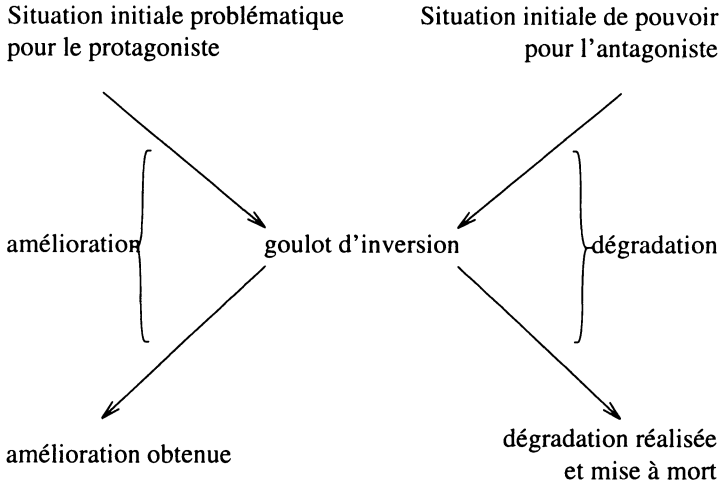 Situation initiale problématique
pour le protagoniste
Situation initiale de pouvoir
pour l'antagoniste
amélioration
goulot d'inversion
dégradation
amélioration obtenue
dégradation réalisée
et mise à mort